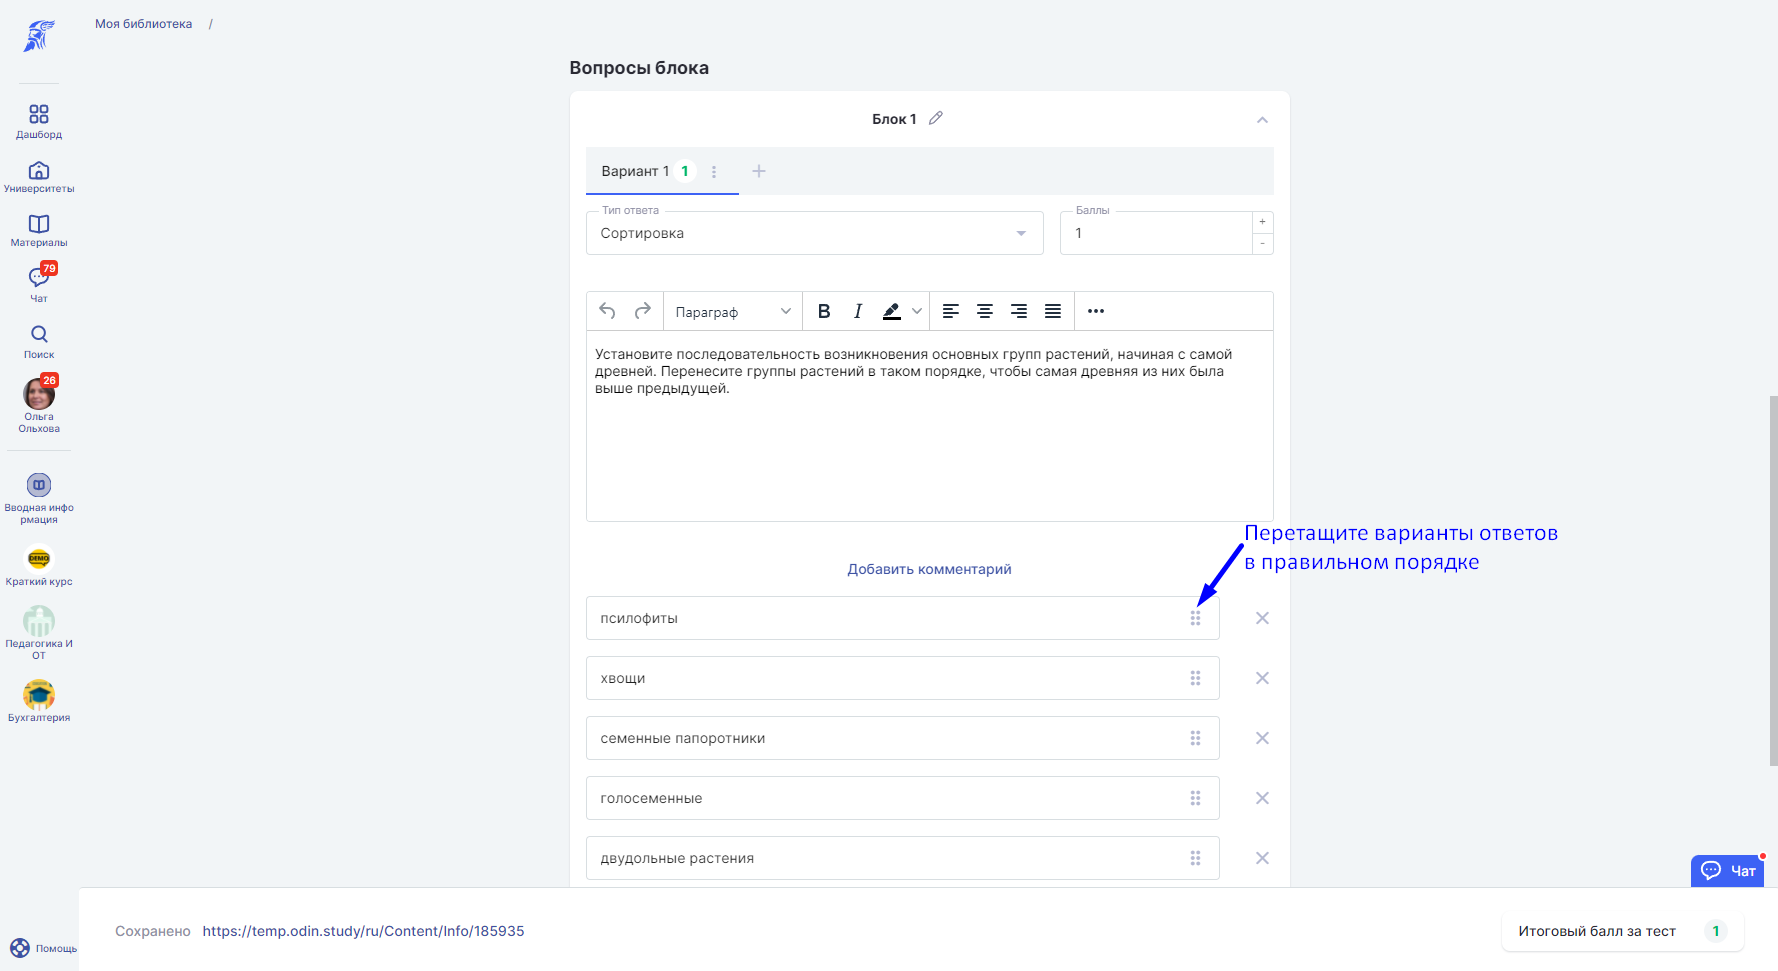 Моя библиотека /
Дашборд
Университеты
Материалы
79
Чат
Поиск
26
Ольга
Ольхова
Вводная инфо
рмация
DEMO
Краткий курс
Педагогика И
ОТ
Бухгалтерия
Помощь
Вопросы блока
Блок 1
Вариант 1 1
Тип ответа
Сортировка
Баллы
1
+
-
Параграф
B I
Установите последовательность возникновения основных групп растений, начиная с самой
древней. Перенесите группы растений в таком порядке, чтобы самая древняя из них была
выше предыдущей.
Перетащите варианты ответов
в правильном порядке
Добавить комментарий
псилофиты
хвощи
семенные папоротники
голосеменные
двудольные растения
Чат
Сохранено https://temp.odin.study/ru/Content/Info/185935
Итоговый балл за тест 1